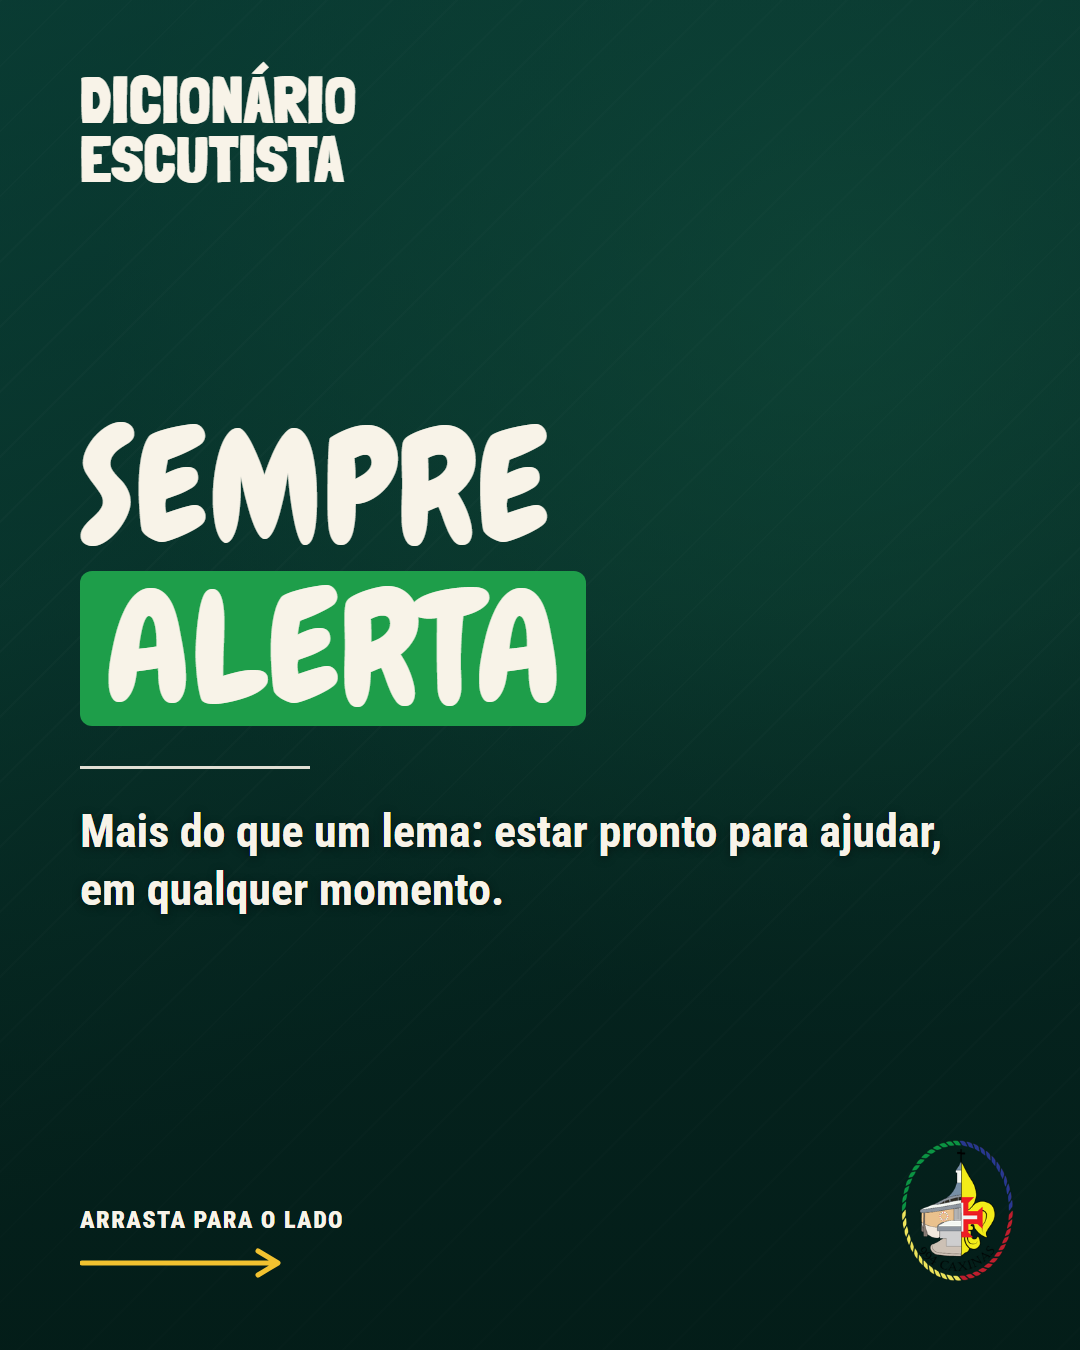 DICIONÁRIO
ESCUTISTA
SEMPRE
ALERTA
Mais do que um lema: estar pronto para ajudar,
em qualquer momento.
ARRASTA PARA O LADO
CAXINAS